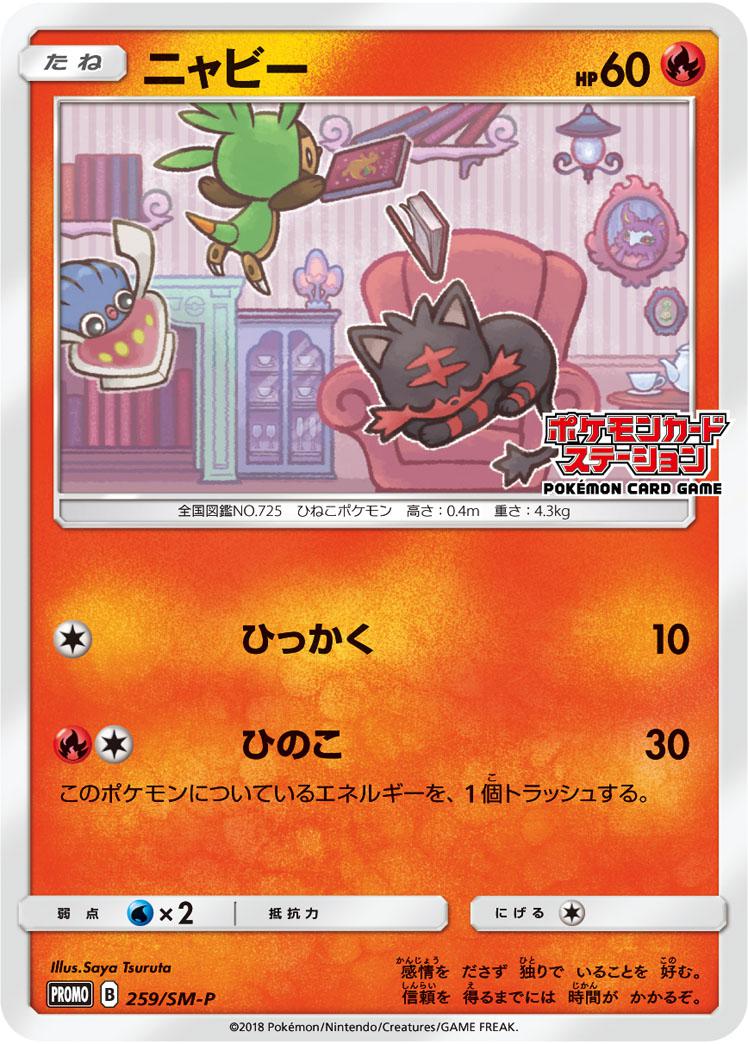 たね ニャビー HP60
ポケモンカード
ステーション
POKÉMON CARD GAME
全国図鑑NO.725 ひねこポケモン 高さ：0.4m 重さ：4.3kg
ひっかく 10
ひのこ 30
このポケモンについているエネルギーを、1個トラッシュする。
弱点 ×2 抵抗力 にげる
Illus.Saya Tsuruta
感情を ださず 独りで いることを 好む。
信頼を 得るまでには 時間が かかるぞ。
PROMO B 259/SM-P
©2018 Pokémon/Nintendo/Creatures/GAME FREAK.